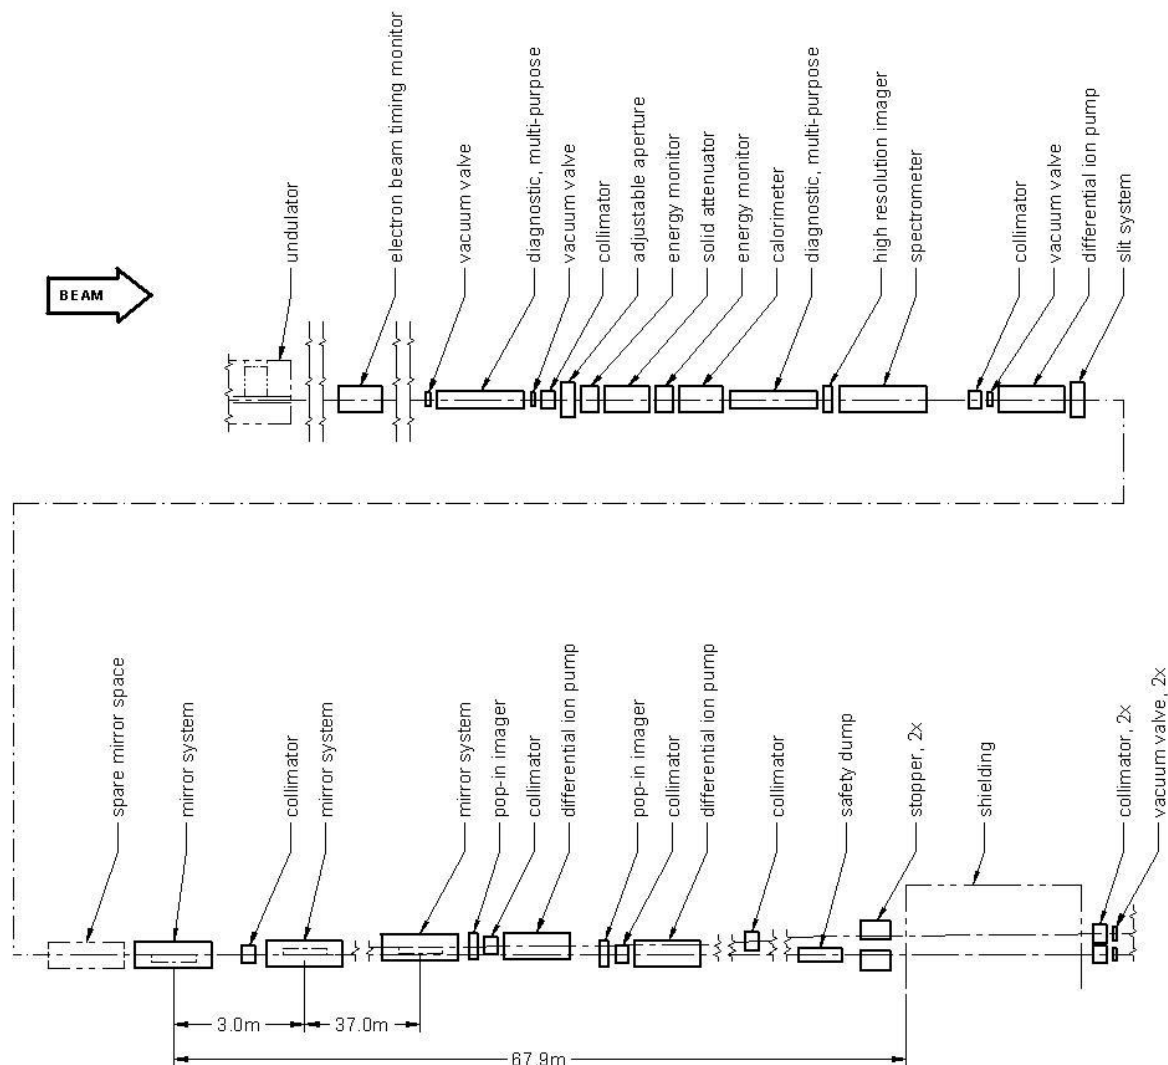 BEAM
undulator
electron beam timing monitor
vacuum valve
diagnostic, multi-purpose
vacuum valve
collimator
adjustable aperture
energy monitor
solid attenuator
energy monitor
calorimeter
diagnostic, multi-purpose
high resolution imager
spectrometer
collimator
vacuum valve
differential ion pump
slit system
spare mirror space
mirror system
collimator
mirror system
mirror system
pop-in imager
collimator
differential ion pump
pop-in imager
collimator
differential ion pump
collimator
safety dump
stopper, 2x
shielding
collimator, 2x
vacuum valve, 2x
3.0m
37.0m
67.9m